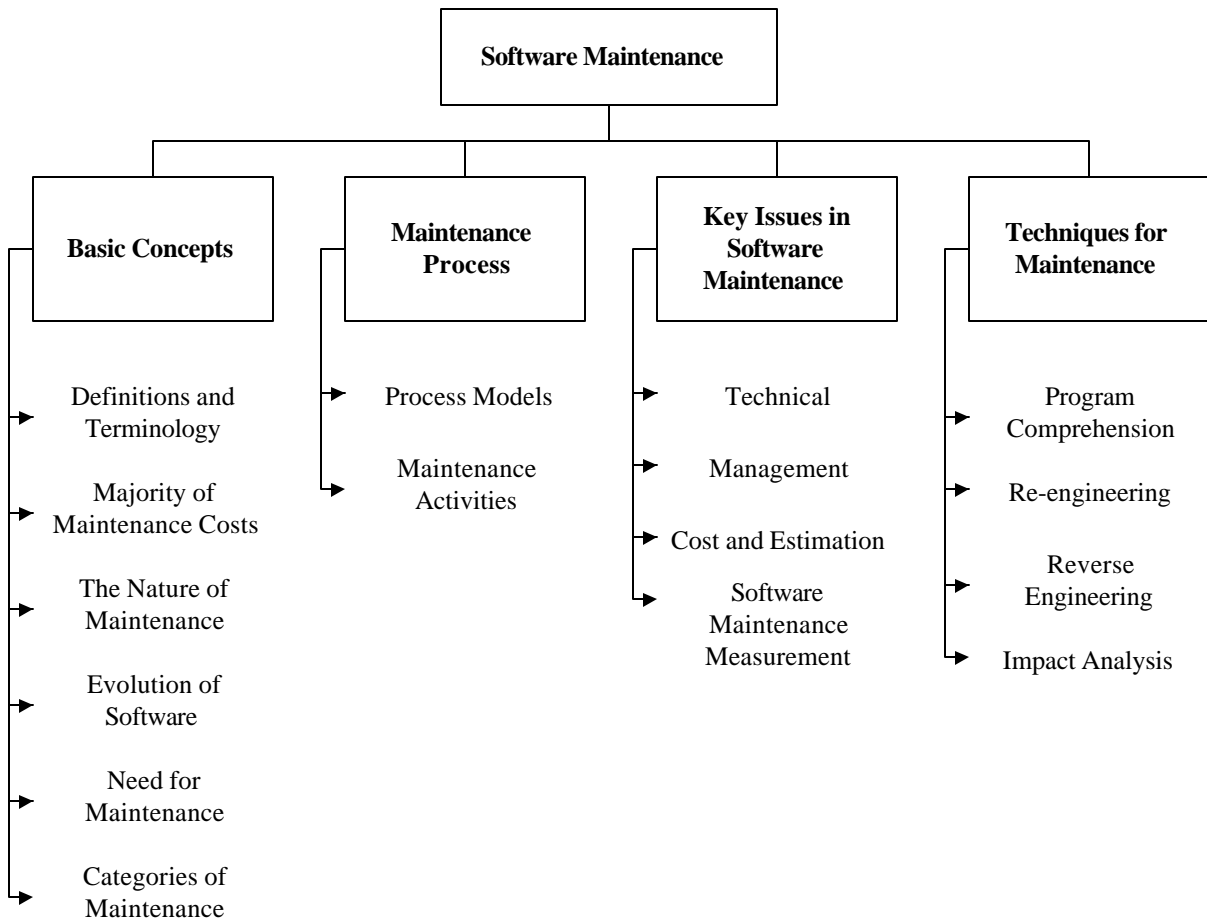 Software Maintenance
Basic Concepts
Definitions and
Terminology
Majority of
Maintenance Costs
The Nature of
Maintenance
Evolution of
Software
Need for
Maintenance
Categories of
Maintenance
Maintenance
Process
Process Models
Maintenance
Activities
Key Issues in
Software
Maintenance
Technical
Management
Cost and Estimation
Software
Maintenance
Measurement
Techniques for
Maintenance
Program
Comprehension
Re-engineering
Reverse
Engineering
Impact Analysis